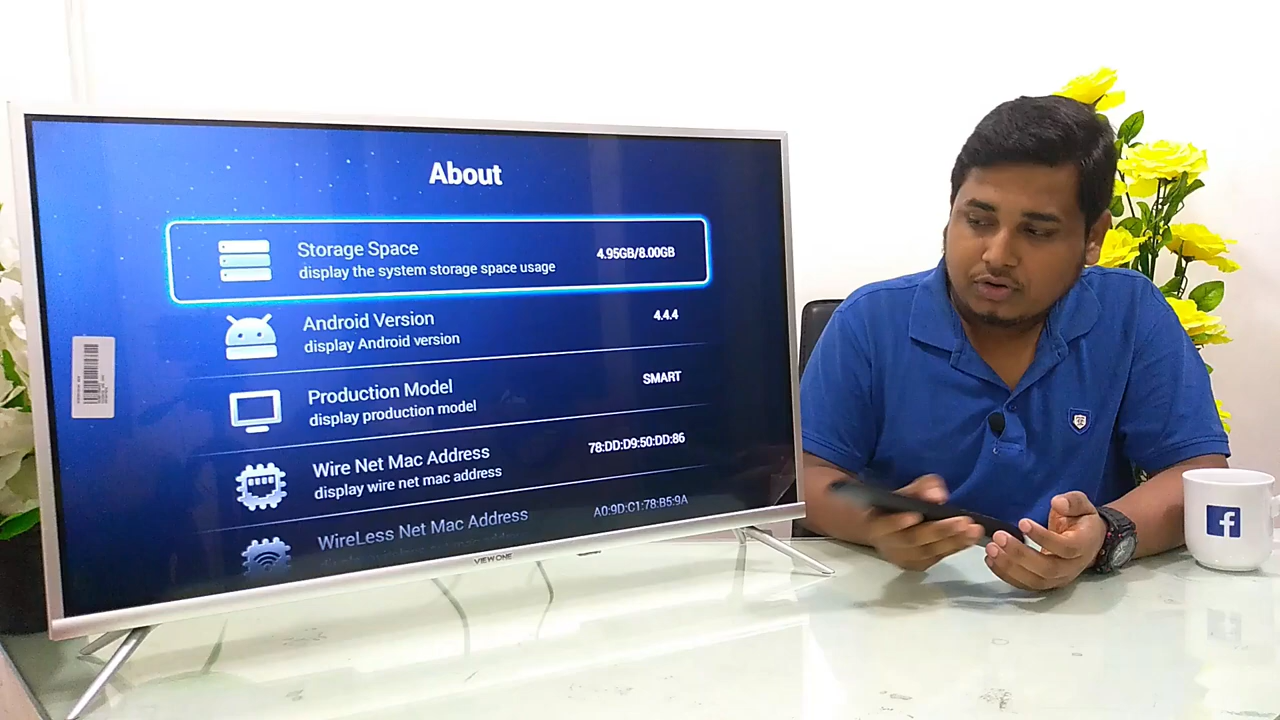 About
Storage Space
display the system storage space usage
4.95GB/8.00GB
Android Version
display Android version
4.4.4
Production Model
display production model
SMART
Wire Net Mac Address
display wire net mac address
78:DD:D9:50:DD:86
WireLess Net Mac Address
A0:9D:C1:78:B5:9A
VIEW ONE